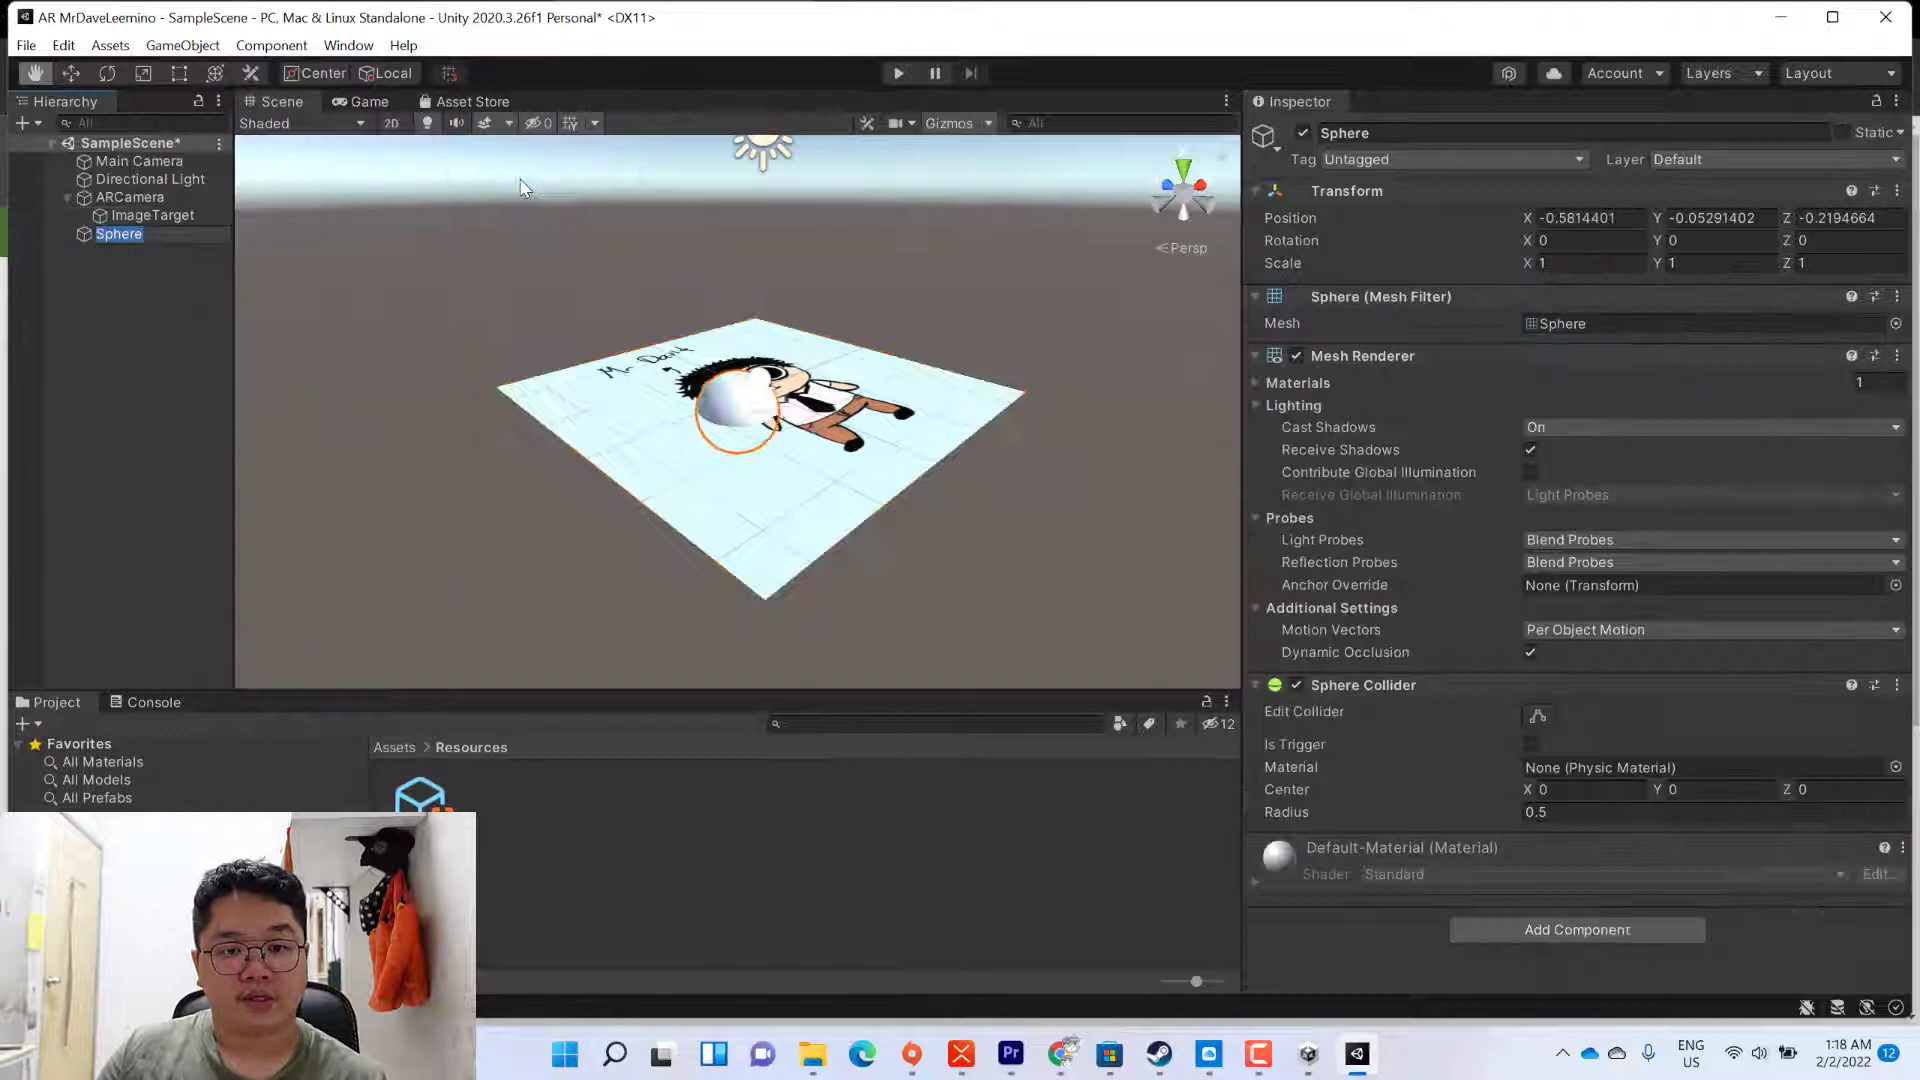 AR MrDaveLeemino - SampleScene - PC, Mac & Linux Standalone - Unity 2020.3.26f1 Personal* <DX11>
File Edit Assets GameObject Component Window Help
Center Local Account Layers Layout
Hierarchy Scene Game Asset Store Inspector
All Shaded 2D 0 Gizmos All
SampleScene*
Main Camera
Directional Light
ARCamera
ImageTarget
Sphere
Persp
Sphere Static
Tag Untagged Layer Default
Transform
Position X -0.5814401 Y -0.05291402 Z -0.2194664
Rotation X 0 Y 0 Z 0
Scale X 1 Y 1 Z 1
Sphere (Mesh Filter)
Mesh Sphere
Mesh Renderer
Materials 1
Lighting
Cast Shadows On
Receive Shadows
Contribute Global Illumination
Receive Global Illumination Light Probes
Probes
Light Probes Blend Probes
Reflection Probes Blend Probes
Anchor Override None (Transform)
Additional Settings
Motion Vectors Per Object Motion
Dynamic Occlusion
Sphere Collider
Edit Collider
Is Trigger
Material None (Physic Material)
Center X 0 Y 0 Z 0
Radius 0.5
Default-Material (Material)
Shader Standard Edit...
Add Component
Project Console
12
Favorites
All Materials
All Models
All Prefabs
Assets > Resources
Pr
ENG
US
1:18 AM
2/2/2022
12